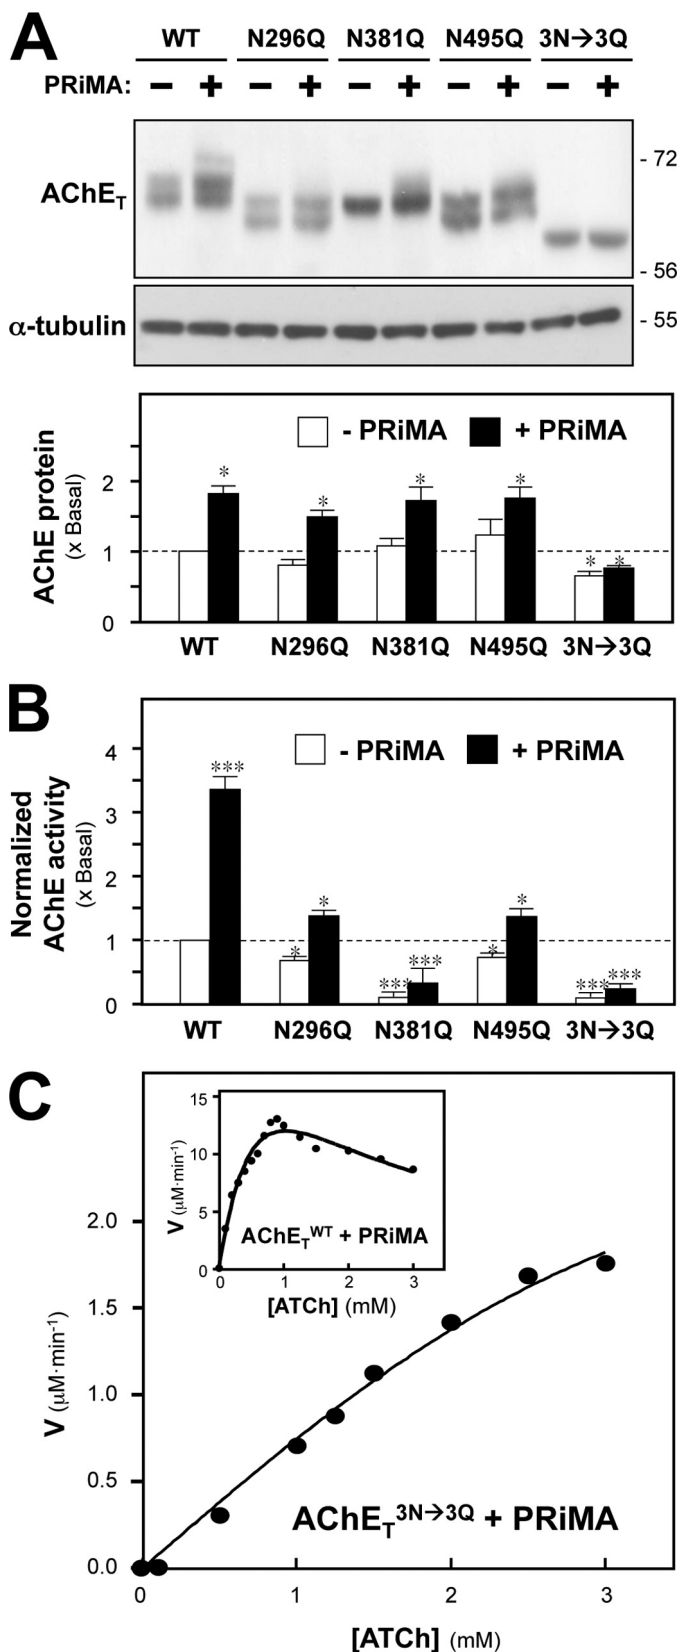 A
WT N296Q N381Q N495Q 3N→3Q
PRiMA: − + − + − + − + − +
AChET
- 72
- 56
α-tubulin
- 55
AChE protein
(x Basal)
- PRiMA + PRiMA
2
1
0
* * * * * *
WT N296Q N381Q N495Q 3N→3Q
B
Normalized
AChE activity
(x Basal)
- PRiMA + PRiMA
4
3
2
1
0
*** * * *** *** * * *** ***
WT N296Q N381Q N495Q 3N→3Q
C
V (μM·min-1)
15
10
5
0
AChETWT + PRiMA
0 1 2 3
[ATCh] (mM)
V (μM·min-1)
2.0
1.5
1.0
0.5
0.0
AChET3N→3Q + PRiMA
0 1 2 3
[ATCh] (mM)